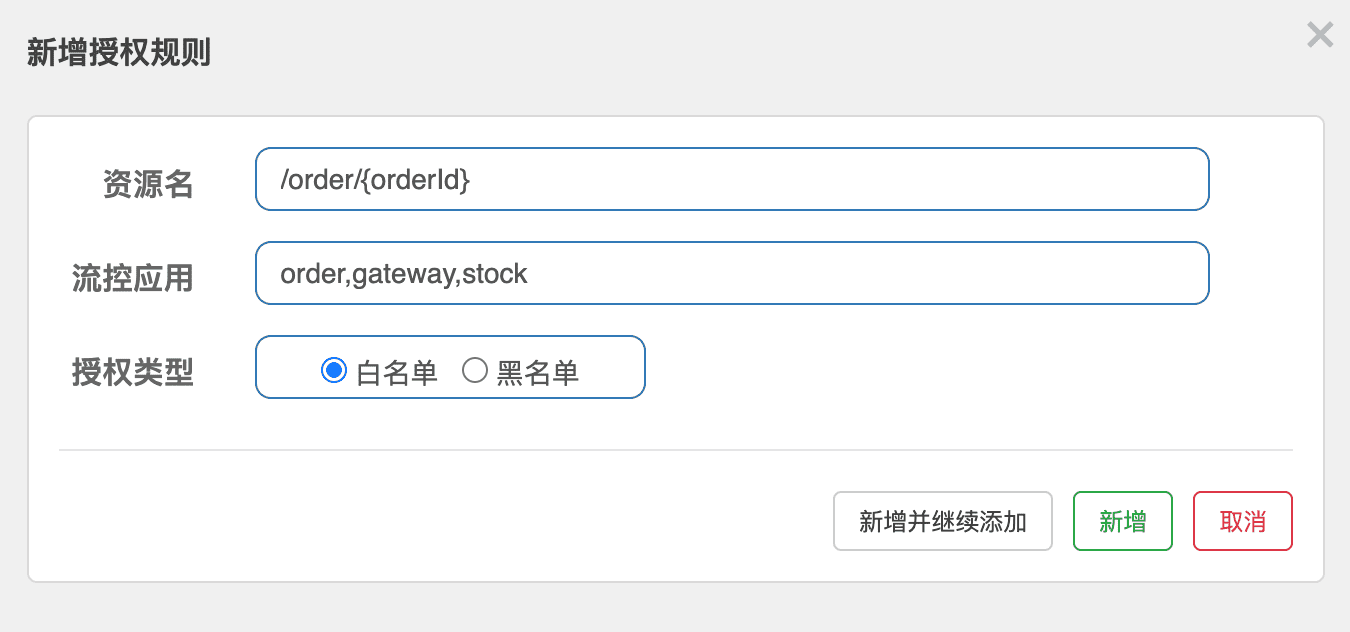 新增授权规则
资源名 /order/{orderId}
流控应用 order,gateway,stock
授权类型 白名单 黑名单
新增并继续添加 新增 取消